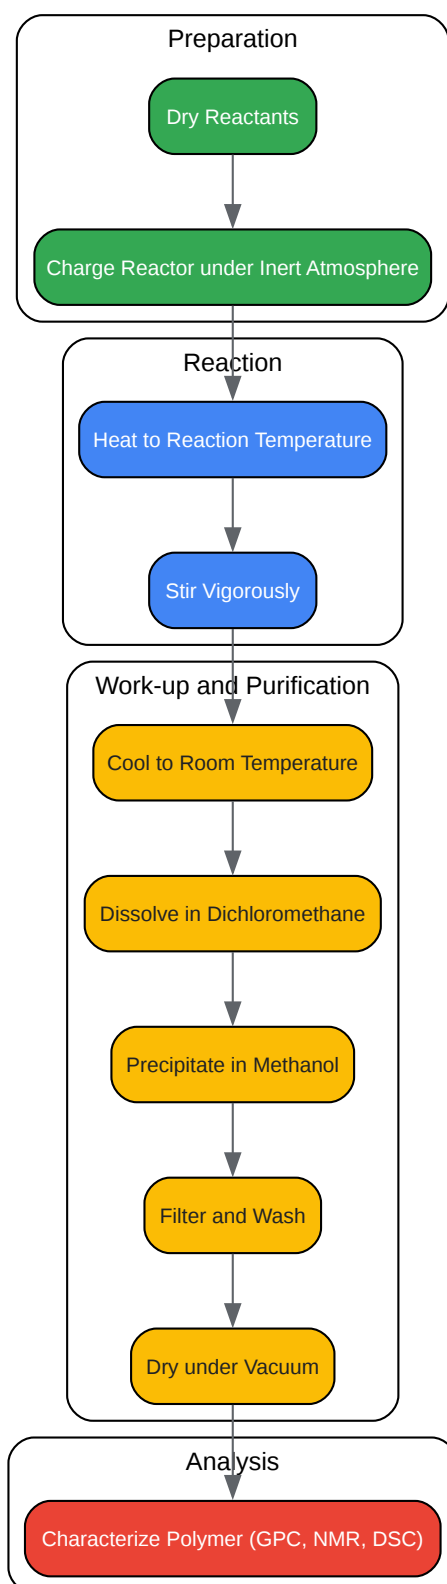 Preparation
Dry Reactants
Charge Reactor under Inert Atmosphere
Reaction
Heat to Reaction Temperature
Stir Vigorously
Work-up and Purification
Cool to Room Temperature
Dissolve in Dichloromethane
Precipitate in Methanol
Filter and Wash
Dry under Vacuum
Analysis
Characterize Polymer (GPC, NMR, DSC)